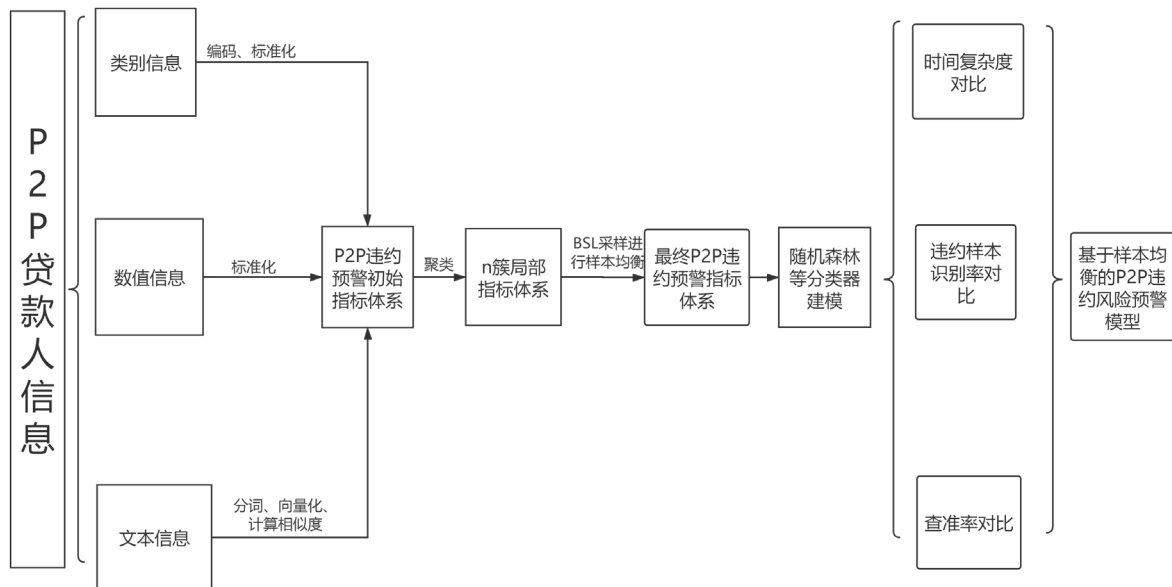 P2P贷款人信息
类别信息
编码、标准化
数值信息
标准化
文本信息
分词、向量化、
计算相似度
P2P违约
预警初始
指标体系
聚类
n簇局部
指标体系
BSL采样进
行样本均衡
最终P2P违
约预警指标
体系
随机森林
等分类器
建模
时间复杂度
对比
违约样本
识别率对
比
查准率对比
基于样本均
衡的P2P违
约风险预警
模型